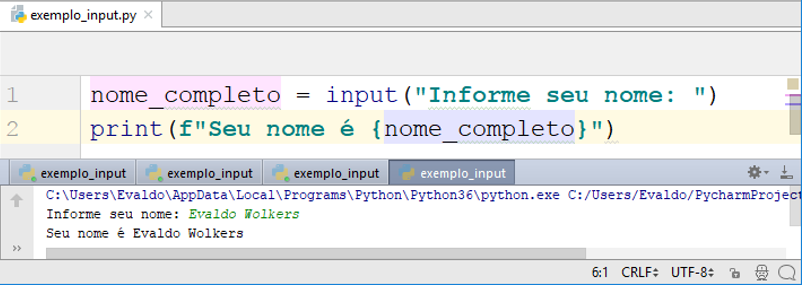 exemplo_input.py
1 nome_completo = input("Informe seu nome: ")
2 print(f"Seu nome é {nome_completo}")
exemplo_input exemplo_input exemplo_input exemplo_input
C:\Users\Evaldo\AppData\Local\Programs\Python\Python36\python.exe C:/Users/Evaldo/PycharmProject
Informe seu nome: Evaldo Wolkers
Seu nome é Evaldo Wolkers
6:1 CRLF UTF-8